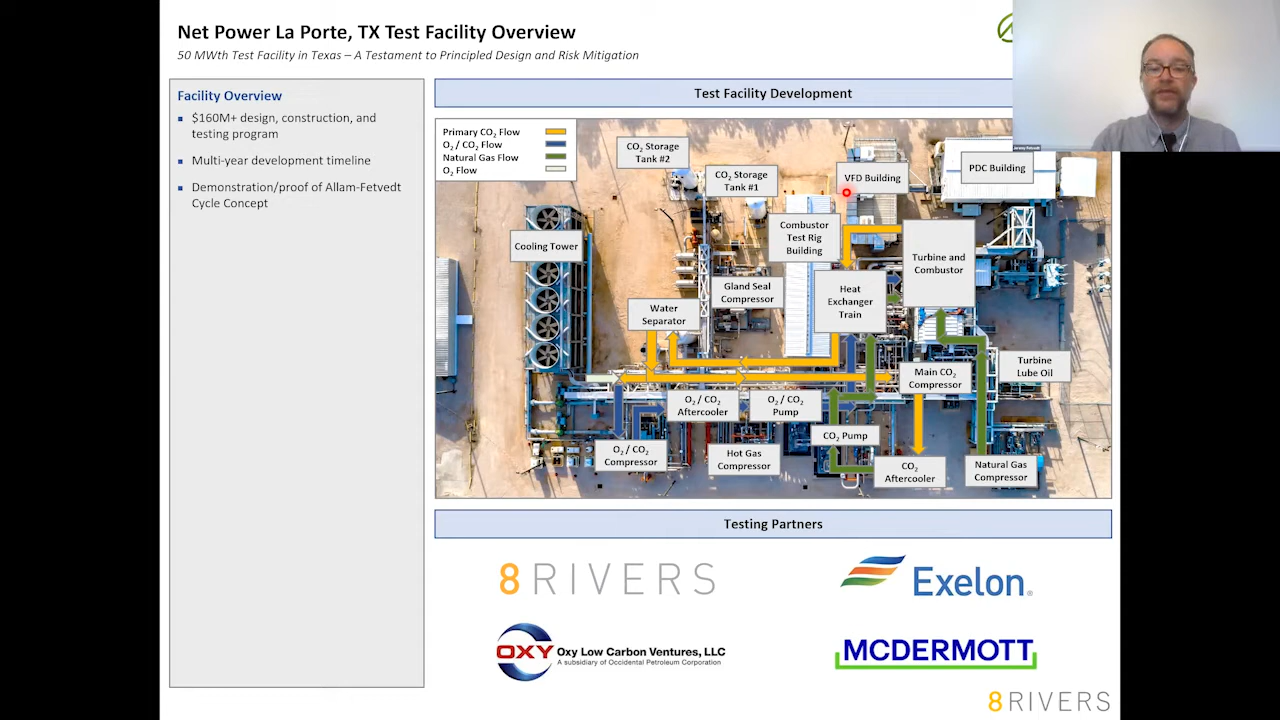 Net Power La Porte, TX Test Facility Overview
50 MWth Test Facility in Texas – A Testament to Principled Design and Risk Mitigation
Facility Overview
▪ $160M+ design, construction, and
testing program
▪ Multi-year development timeline
▪ Demonstration/proof of Allam-Fetvedt
Cycle Concept
Test Facility Development
Primary CO₂ Flow
O₂ / CO₂ Flow
Natural Gas Flow
O₂ Flow
CO₂ Storage
Tank #2
CO₂ Storage
Tank #1
VFD Building
PDC Building
Cooling Tower
Combustor
Test Rig
Building
Turbine and
Combustor
Gland Seal
Compressor
Heat
Exchanger
Train
Water
Separator
Turbine
Lube Oil
Main CO₂
Compressor
O₂ / CO₂
Aftercooler
O₂ / CO₂
Pump
CO₂ Pump
O₂ / CO₂
Compressor
Hot Gas
Compressor
CO₂
Aftercooler
Natural Gas
Compressor
Testing Partners
8 RIVERS
Exelon®
OXY
Oxy Low Carbon Ventures, LLC
A subsidiary of Occidental Petroleum Corporation
MCDERMOTT
8 RIVERS
Jeremy Fetvedt